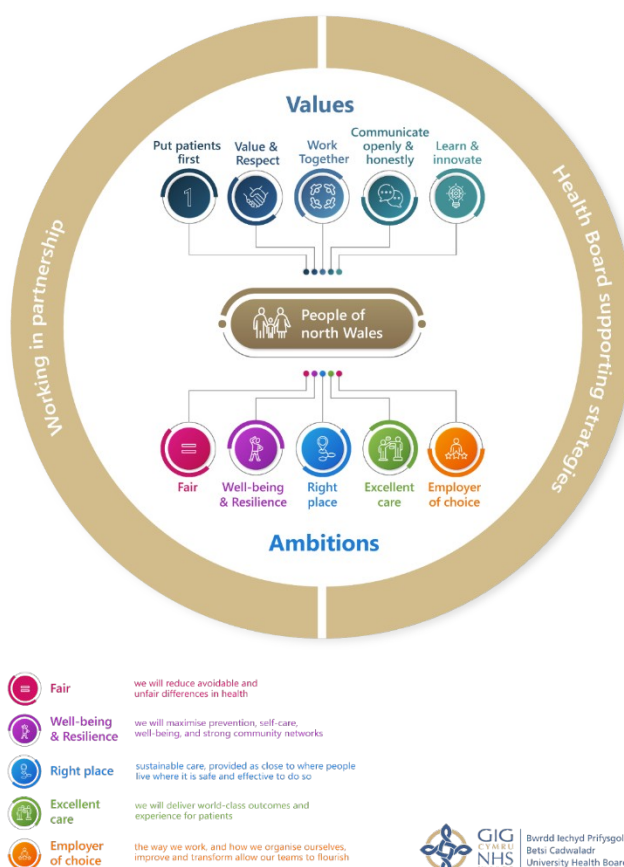 Values
Put patients
first
Value &
Respect
Work
Together
Communicate
openly &
honestly
Learn &
innovate
1
Working in partnership
Health Board supporting strategies
People of
north Wales
Fair
Well-being
& Resilience
Right
place
Excellent
care
Employer
of choice
Ambitions
Fair
we will reduce avoidable and
unfair differences in health
Well-being
& Resilience
we will maximise prevention, self-care,
well-being, and strong community networks
Right place
sustainable care, provided as close to where people
live where it is safe and effective to do so
Excellent
care
we will deliver world-class outcomes and
experience for patients
Employer
of choice
the way we work, and how we organise ourselves,
improve and transform allow our teams to flourish
GIG
CYMRU
NHS
Bwrdd Iechyd Prifysgol
Betsi Cadwaladr
University Health Board